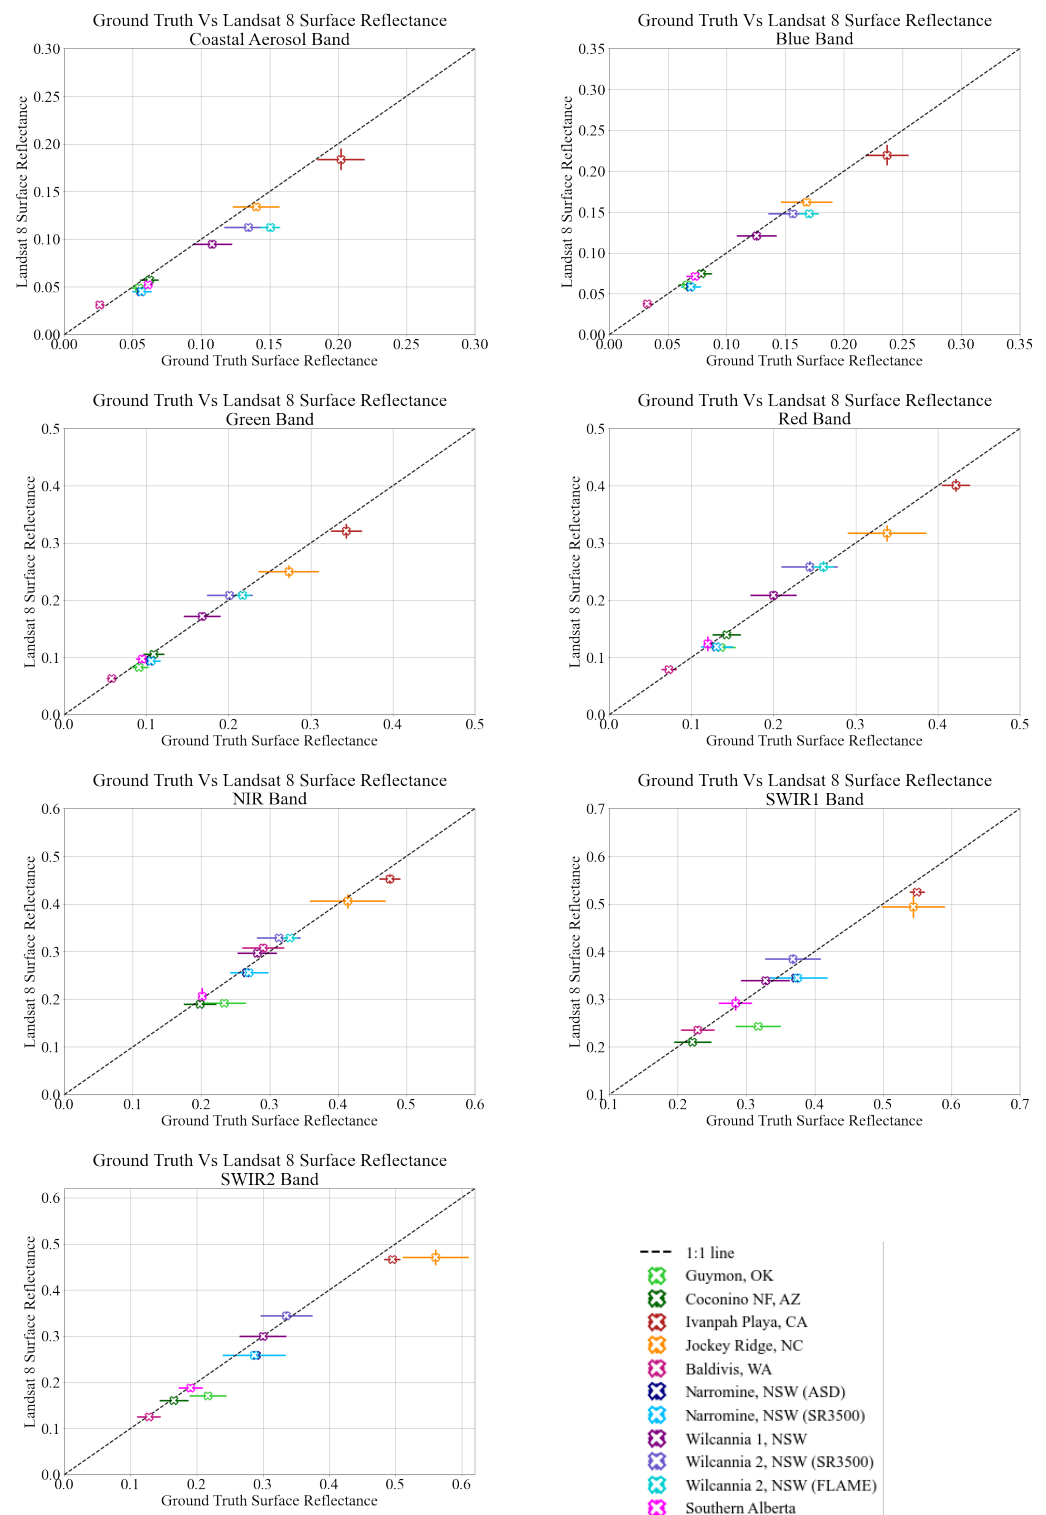 Ground Truth Vs Landsat 8 Surface Reflectance
Coastal Aerosol Band
0.30
0.25
0.20
0.15
0.10
0.05
0.00
Landsat 8 Surface Reflectance
0.00 0.05 0.10 0.15 0.20 0.25 0.30
Ground Truth Surface Reflectance
Ground Truth Vs Landsat 8 Surface Reflectance
Blue Band
0.35
0.30
0.25
0.20
0.15
0.10
0.05
0.00
Landsat 8 Surface Reflectance
0.00 0.05 0.10 0.15 0.20 0.25 0.30 0.35
Ground Truth Surface Reflectance
Ground Truth Vs Landsat 8 Surface Reflectance
Green Band
0.5
0.4
0.3
0.2
0.1
0.0
Landsat 8 Surface Reflectance
0.0 0.1 0.2 0.3 0.4 0.5
Ground Truth Surface Reflectance
Ground Truth Vs Landsat 8 Surface Reflectance
Red Band
0.5
0.4
0.3
0.2
0.1
0.0
Landsat 8 Surface Reflectance
0.0 0.1 0.2 0.3 0.4 0.5
Ground Truth Surface Reflectance
Ground Truth Vs Landsat 8 Surface Reflectance
NIR Band
0.6
0.5
0.4
0.3
0.2
0.1
0.0
Landsat 8 Surface Reflectance
0.0 0.1 0.2 0.3 0.4 0.5 0.6
Ground Truth Surface Reflectance
Ground Truth Vs Landsat 8 Surface Reflectance
SWIR1 Band
0.7
0.6
0.5
0.4
0.3
0.2
0.1
Landsat 8 Surface Reflectance
0.1 0.2 0.3 0.4 0.5 0.6 0.7
Ground Truth Surface Reflectance
Ground Truth Vs Landsat 8 Surface Reflectance
SWIR2 Band
0.6
0.5
0.4
0.3
0.2
0.1
0.0
Landsat 8 Surface Reflectance
0.0 0.1 0.2 0.3 0.4 0.5 0.6
Ground Truth Surface Reflectance
1:1 line
Guymon, OK
Coconino NF, AZ
Ivanpah Playa, CA
Jockey Ridge, NC
Baldivis, WA
Narromine, NSW (ASD)
Narromine, NSW (SR3500)
Wilcannia 1, NSW
Wilcannia 2, NSW (SR3500)
Wilcannia 2, NSW (FLAME)
Southern Alberta